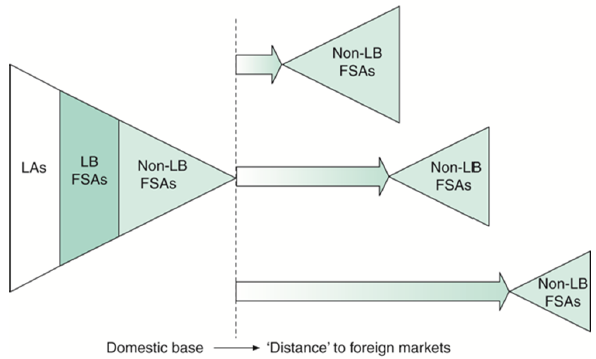 Non-LB
FSAs
LAs
LB
FSAs
Non-LB
FSAs
Non-LB
FSAs
Non-LB
FSAs
Domestic base
'Distance' to foreign markets